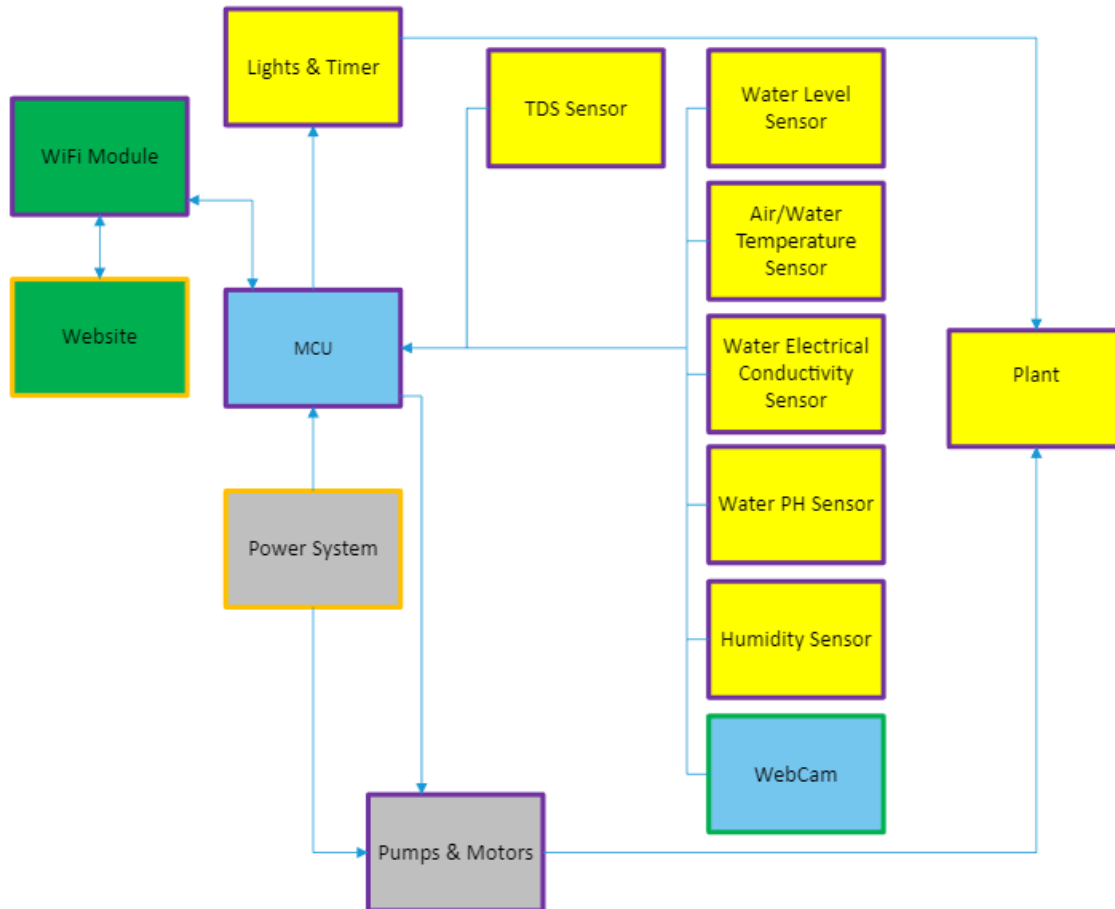 Lights & Timer
TDS Sensor
Water Level
Sensor
WiFi Module
Air/Water
Temperature
Sensor
Website
MCU
Water Electrical
Conductivity
Sensor
Plant
Power System
Water PH Sensor
Humidity Sensor
WebCam
Pumps & Motors